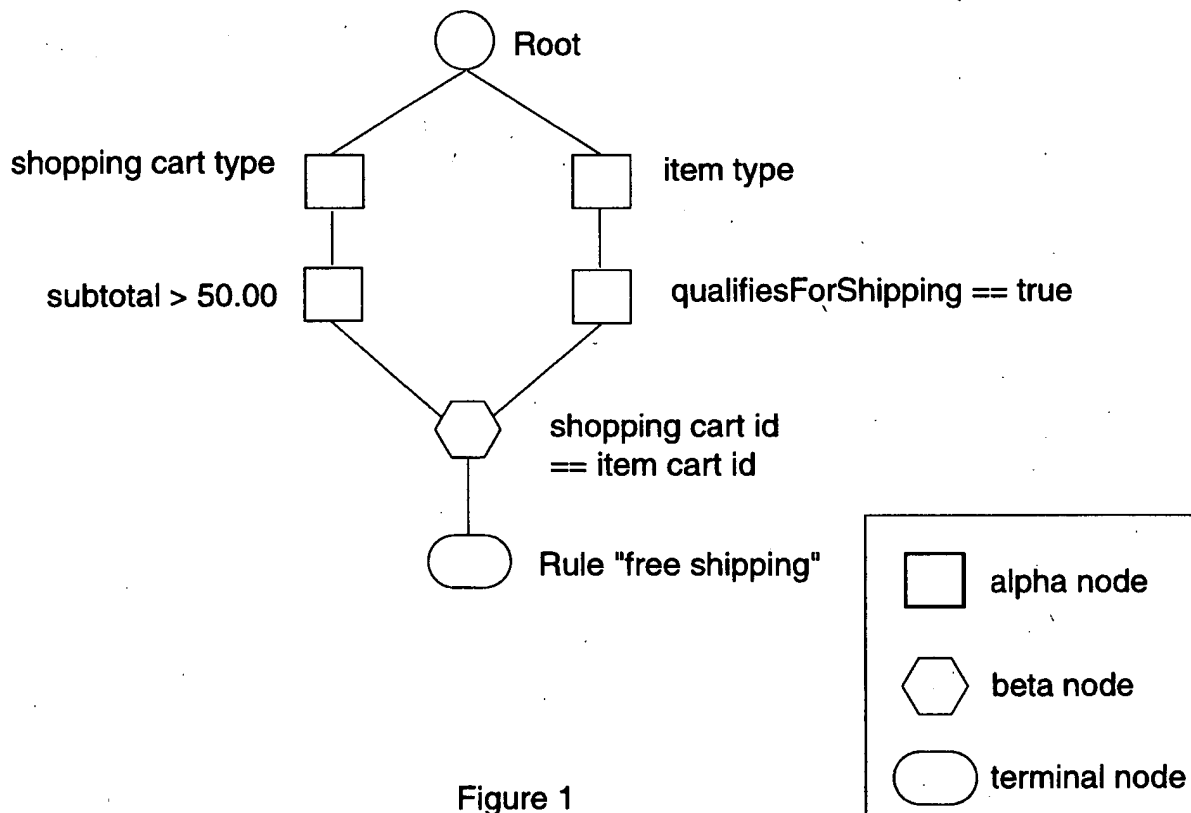 Root
shopping cart type
item type
subtotal > 50.00
qualifiesForShipping == true
shopping cart id
== item cart id
Rule "free shipping"
alpha node
beta node
terminal node
Figure 1